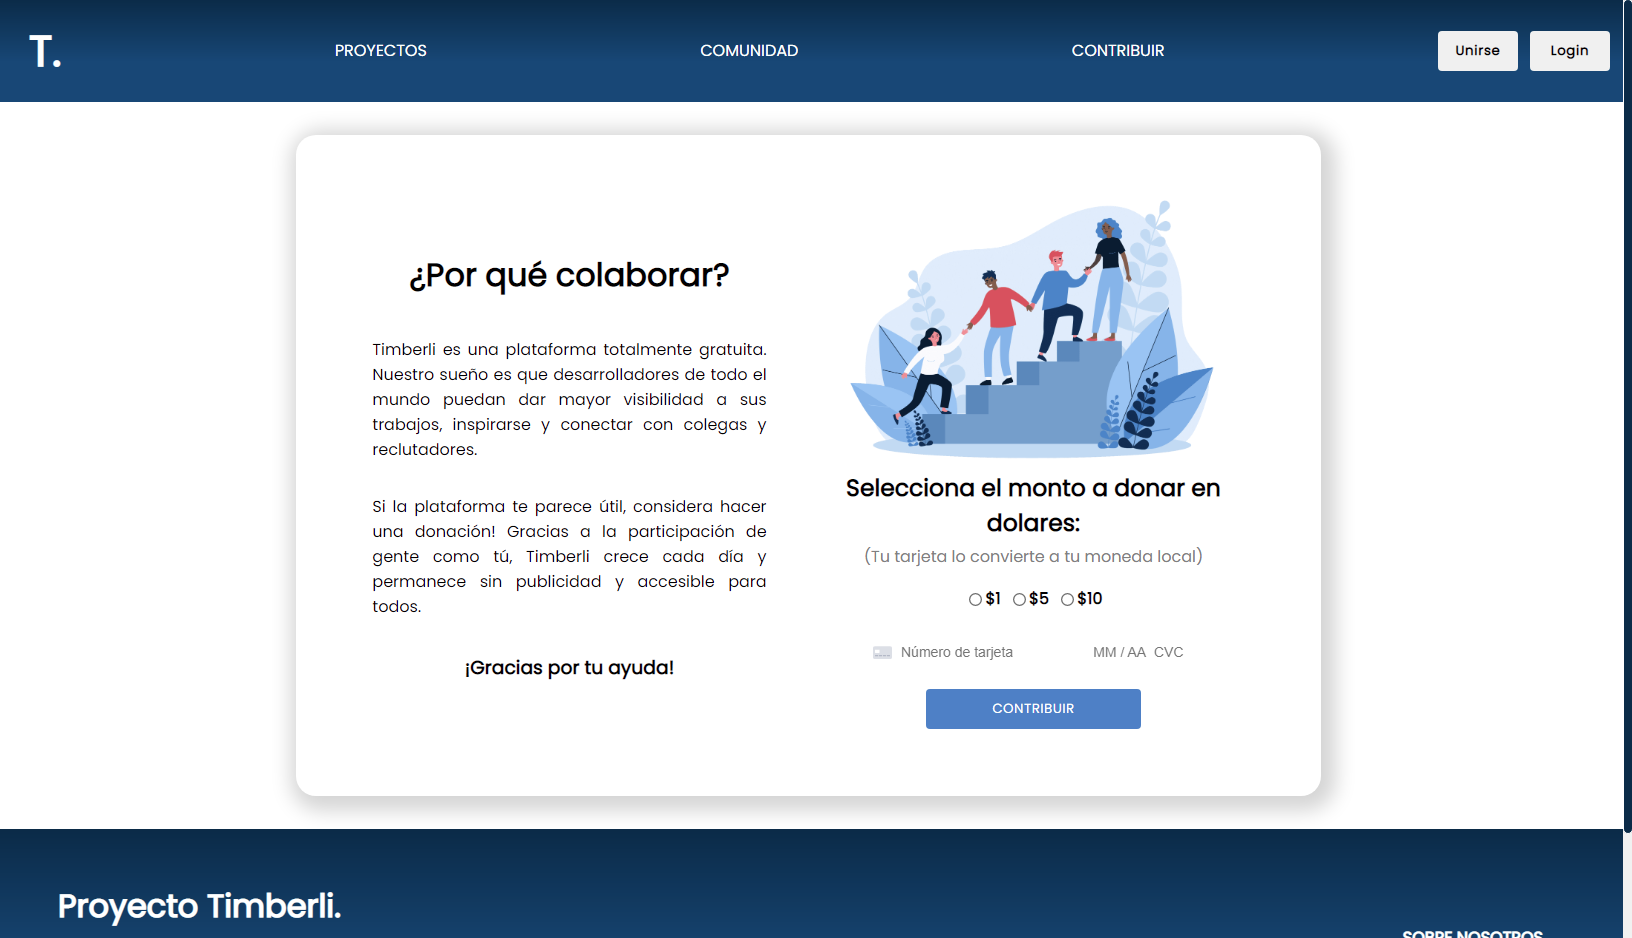 T.
PROYECTOS
COMUNIDAD
CONTRIBUIR
Unirse
Login
¿Por qué colaborar?
Timberli es una plataforma totalmente gratuita.
Nuestro sueño es que desarrolladores de todo el
mundo puedan dar mayor visibilidad a sus
trabajos, inspirarse y conectar con colegas y
reclutadores.
Si la plataforma te parece útil, considera hacer
una donación! Gracias a la participación de
gente como tú, Timberli crece cada día y
permanece sin publicidad y accesible para
todos.
¡Gracias por tu ayuda!
Selecciona el monto a donar en
dolares:
(Tu tarjeta lo convierte a tu moneda local)
$1 $5 $10
Número de tarjeta MM / AA CVC
CONTRIBUIR
Proyecto Timberli.
SOBRE NOSOTROS